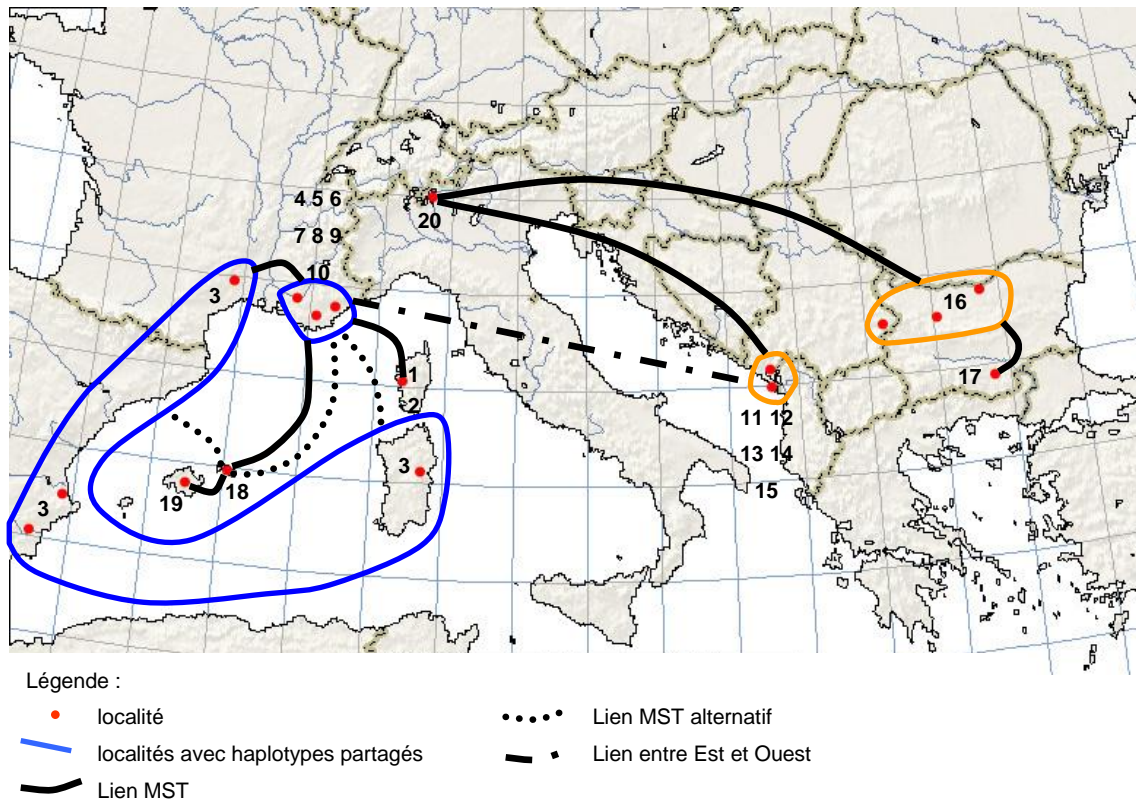 4 5 6
20
7 8 9
3
10
16
1
17
2
11 12
3
13 14
3
19
18
15
Légende :
localité
Lien MST alternatif
localités avec haplotypes partagés
Lien entre Est et Ouest
Lien MST